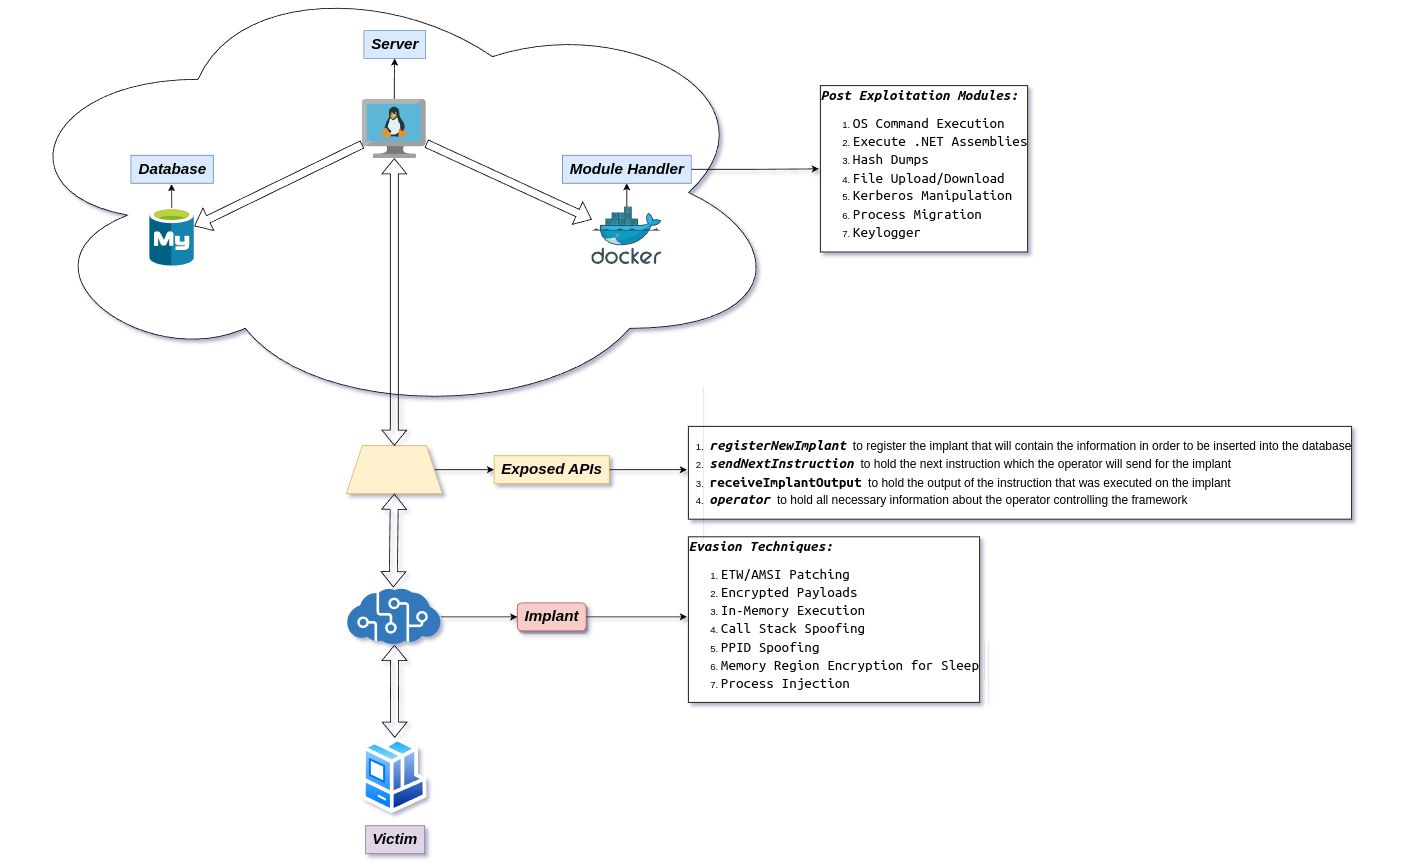 Server
Database
My
Module Handler
docker
Post Exploitation Modules:
1. OS Command Execution
2. Execute .NET Assemblies
3. Hash Dumps
4. File Upload/Download
5. Kerberos Manipulation
6. Process Migration
7. Keylogger
Exposed APIs
1. registerNewImplant to register the implant that will contain the information in order to be inserted into the database
2. sendNextInstruction to hold the next instruction which the operator will send for the implant
3. receiveImplantOutput to hold the output of the instruction that was executed on the implant
4. operator to hold all necessary information about the operator controlling the framework
Implant
Evasion Techniques:
1. ETW/AMSI Patching
2. Encrypted Payloads
3. In-Memory Execution
4. Call Stack Spoofing
5. PPID Spoofing
6. Memory Region Encryption for Sleep
7. Process Injection
Victim